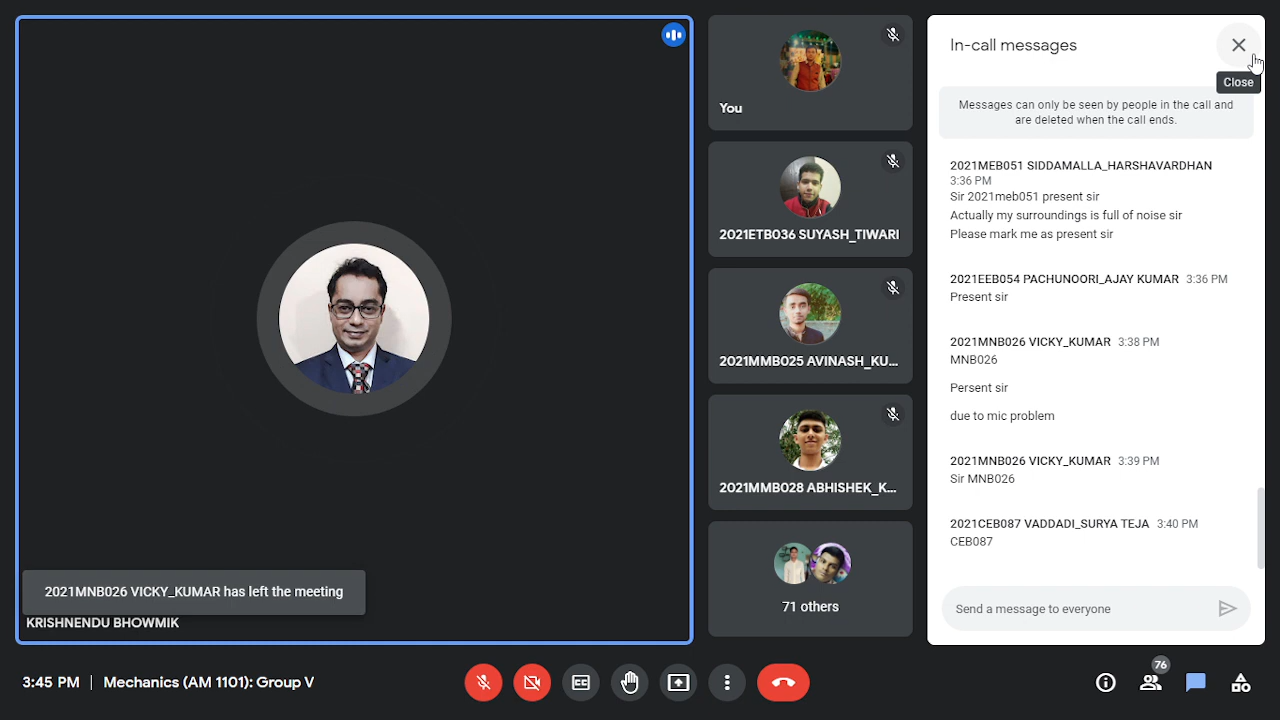 You
2021ETB036 SUYASH_TIWARI
2021MMB025 AVINASH_KU...
2021MMB028 ABHISHEK_K...
71 others
2021MNB026 VICKY_KUMAR has left the meeting
KRISHNENDU BHOWMIK
In-call messages
Close
Messages can only be seen by people in the call and
are deleted when the call ends.
2021MEB051 SIDDAMALLA_HARSHAVARDHAN
3:36 PM
Sir 2021meb051 present sir
Actually my surroundings is full of noise sir
Please mark me as present sir
2021EEB054 PACHUNOORI_AJAY KUMAR 3:36 PM
Present sir
2021MNB026 VICKY_KUMAR 3:38 PM
MNB026
Persent sir
due to mic problem
2021MNB026 VICKY_KUMAR 3:39 PM
Sir MNB026
2021CEB087 VADDADI_SURYA TEJA 3:40 PM
CEB087
Send a message to everyone
3:45 PM | Mechanics (AM 1101): Group V
76